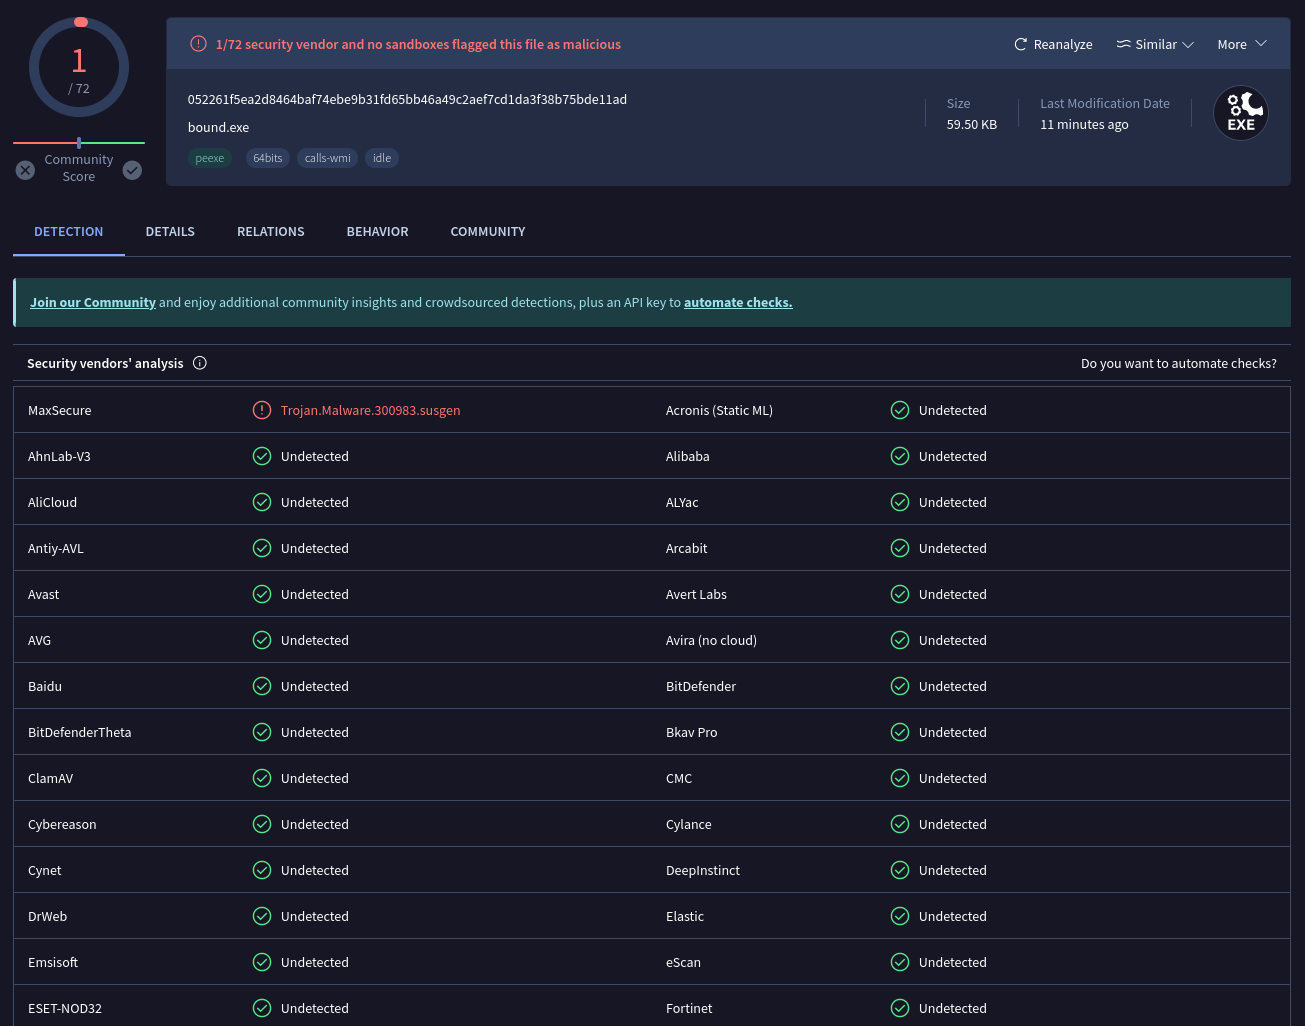 1
/ 72
Community
Score
1/72 security vendor and no sandboxes flagged this file as malicious
Reanalyze
Similar
More
052261f5ea2d8464baf74ebe9b31fd65bb46a49c2aef7cd1da3f38b75bde11ad
bound.exe
peexe 64bits calls-wmi idle
Size
59.50 KB
Last Modification Date
11 minutes ago
EXE
DETECTION DETAILS RELATIONS BEHAVIOR COMMUNITY
Join our Community and enjoy additional community insights and crowdsourced detections, plus an API key to automate checks.
Security vendors' analysis Do you want to automate checks?
MaxSecure Trojan.Malware.300983.susgen Acronis (Static ML) Undetected
AhnLab-V3 Undetected Alibaba Undetected
AliCloud Undetected ALYac Undetected
Antiy-AVL Undetected Arcabit Undetected
Avast Undetected Avert Labs Undetected
AVG Undetected Avira (no cloud) Undetected
Baidu Undetected BitDefender Undetected
BitDefenderTheta Undetected Bkav Pro Undetected
ClamAV Undetected CMC Undetected
Cybereason Undetected Cylance Undetected
Cynet Undetected DeepInstinct Undetected
DrWeb Undetected Elastic Undetected
Emsisoft Undetected eScan Undetected
ESET-NOD32 Undetected Fortinet Undetected